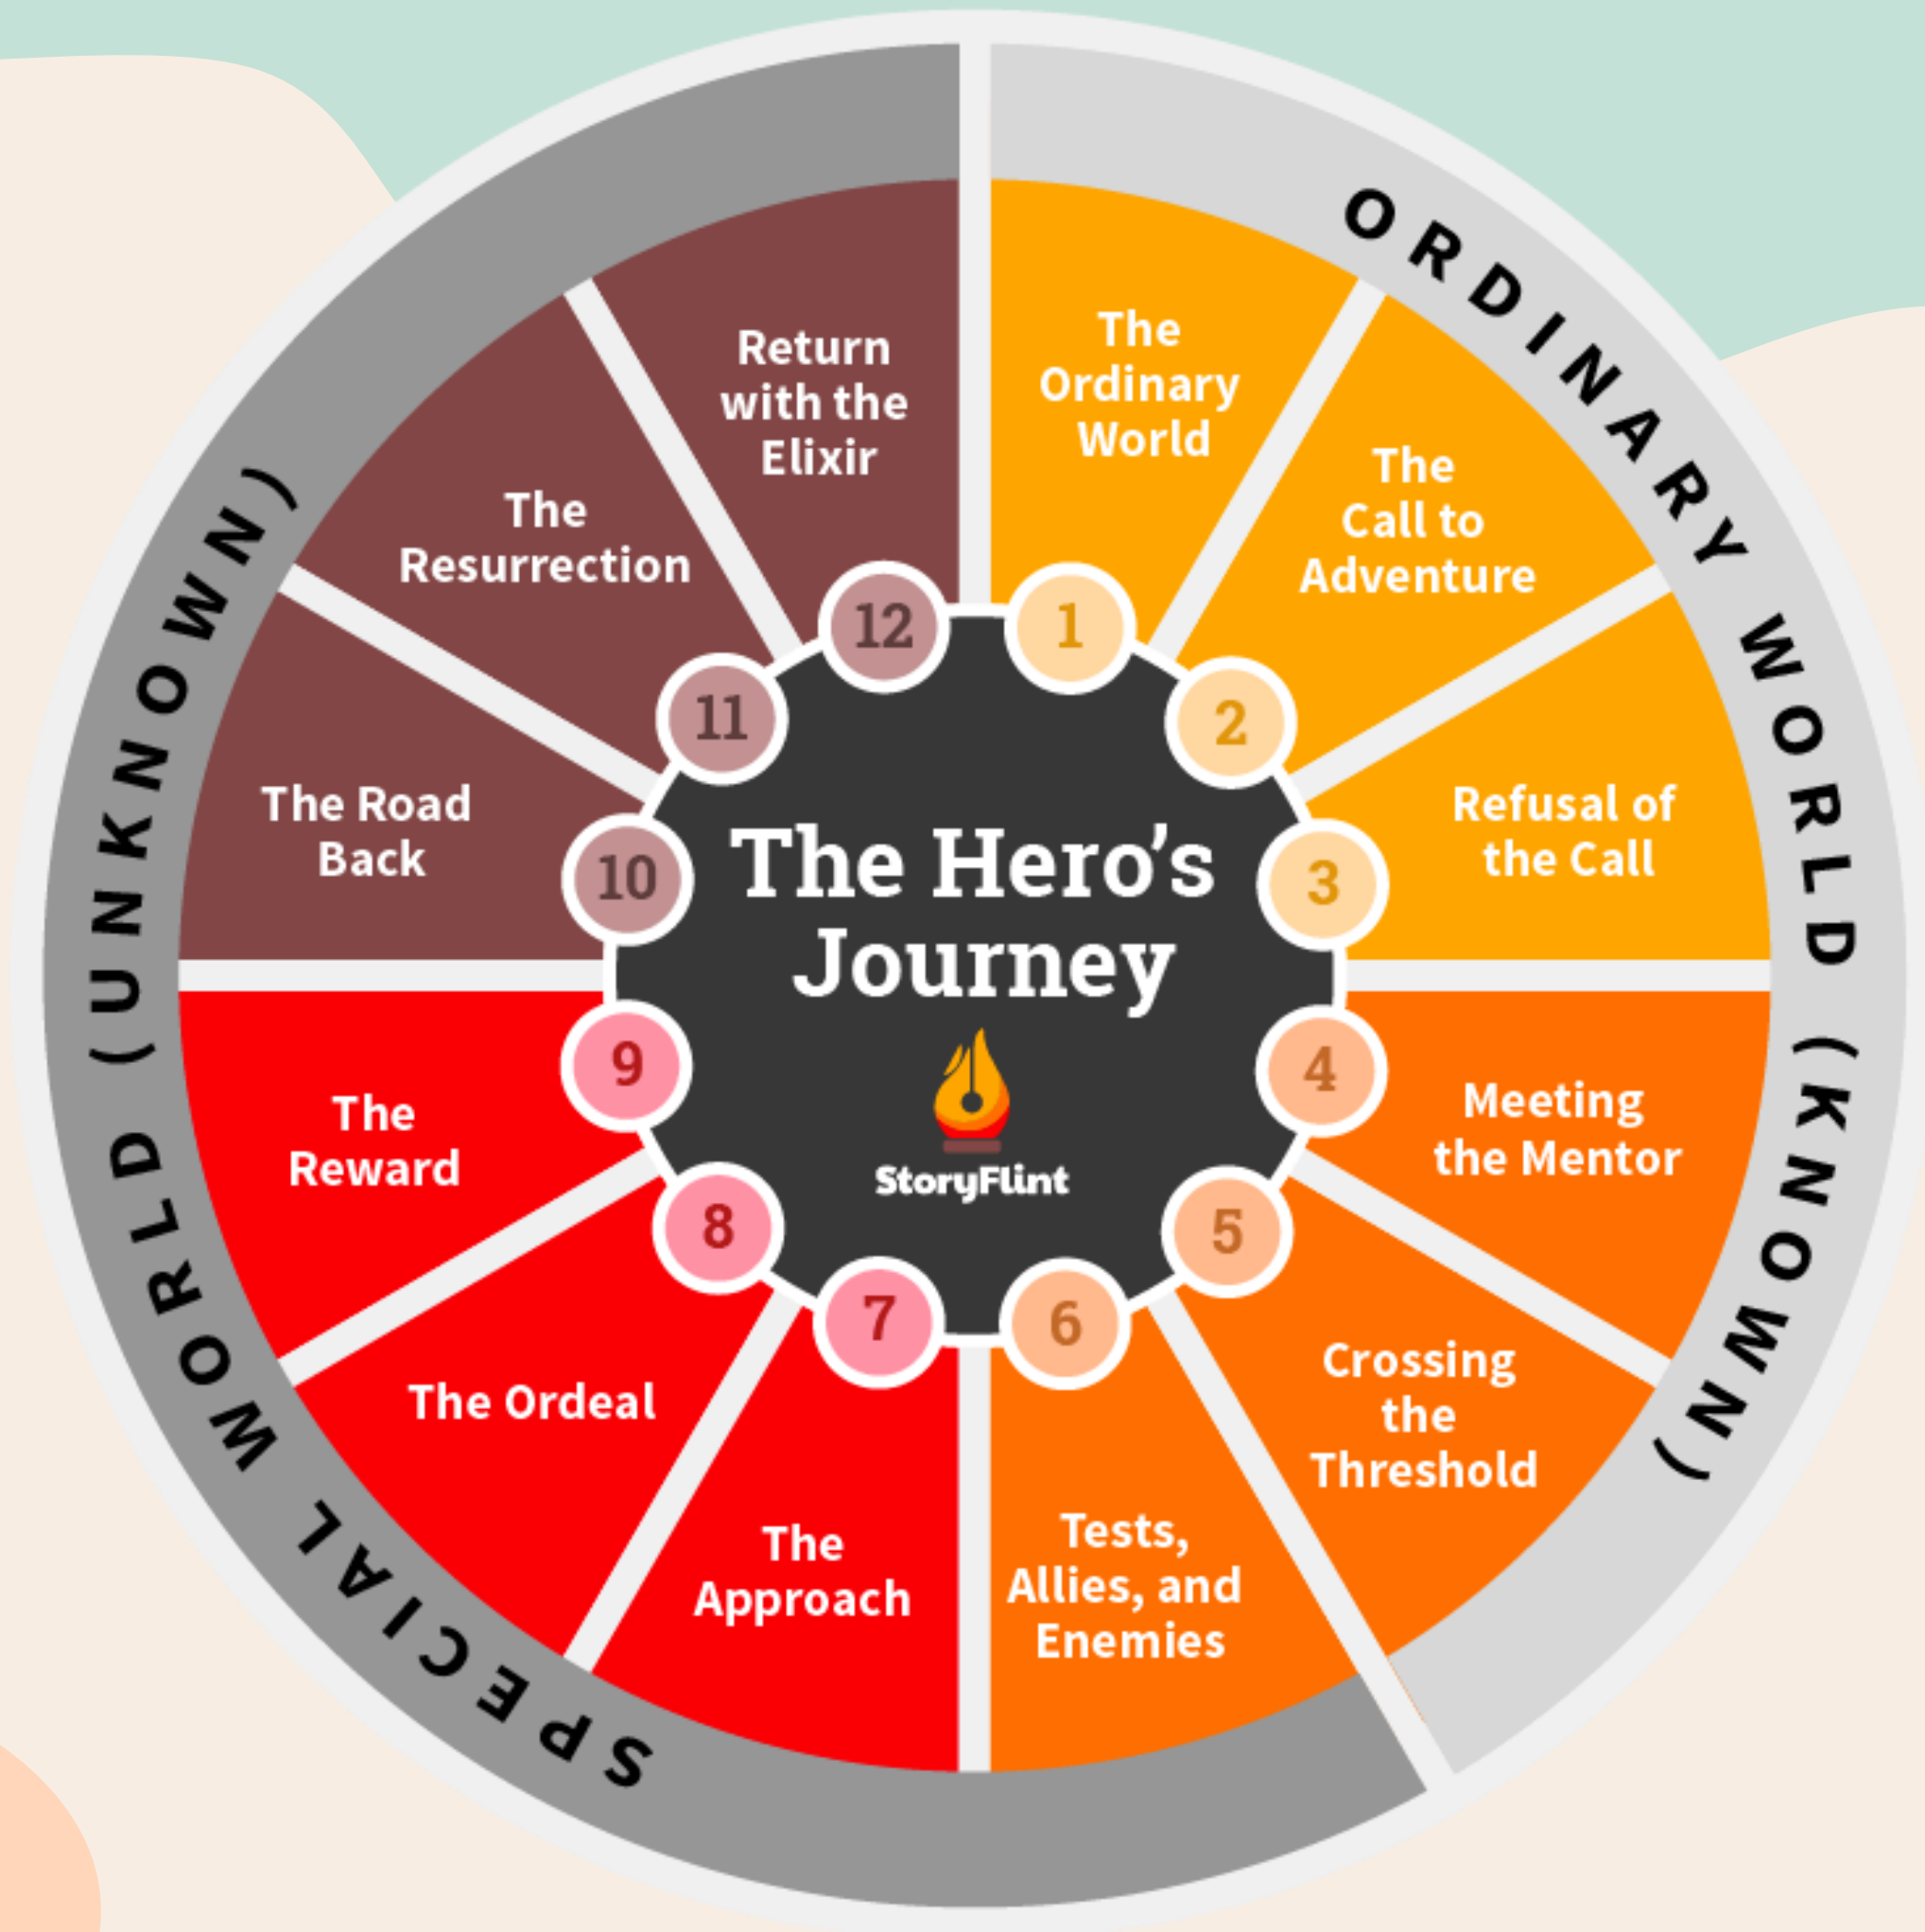 The Hero's
Journey
StoryFlint
ORDINARY WORLD (KNOWN)
SPECIAL WORLD (UNKNOWN)
1
The
Ordinary
World
2
The
Call to
Adventure
3
Refusal of
the Call
4
Meeting
the Mentor
5
Crossing
the
Threshold
6
Tests,
Allies, and
Enemies
7
The
Approach
8
The Ordeal
9
The
Reward
10
The Road
Back
11
The
Resurrection
12
Return
with the
Elixir